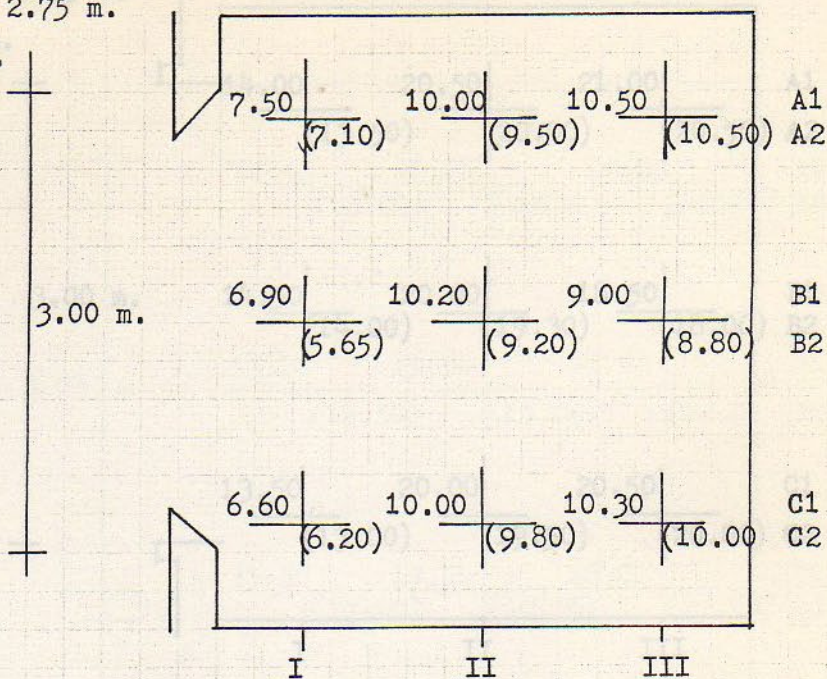 2.75 m.
7.50 10.00 10.50 A1
(7.10) (9.50) (10.50) A2
6.90 10.20 9.00 B1
3.00 m.
(5.65) (9.20) (8.80) B2
6.60 10.00 10.30 C1
(6.20) (9.80) (10.00 C2
I II III